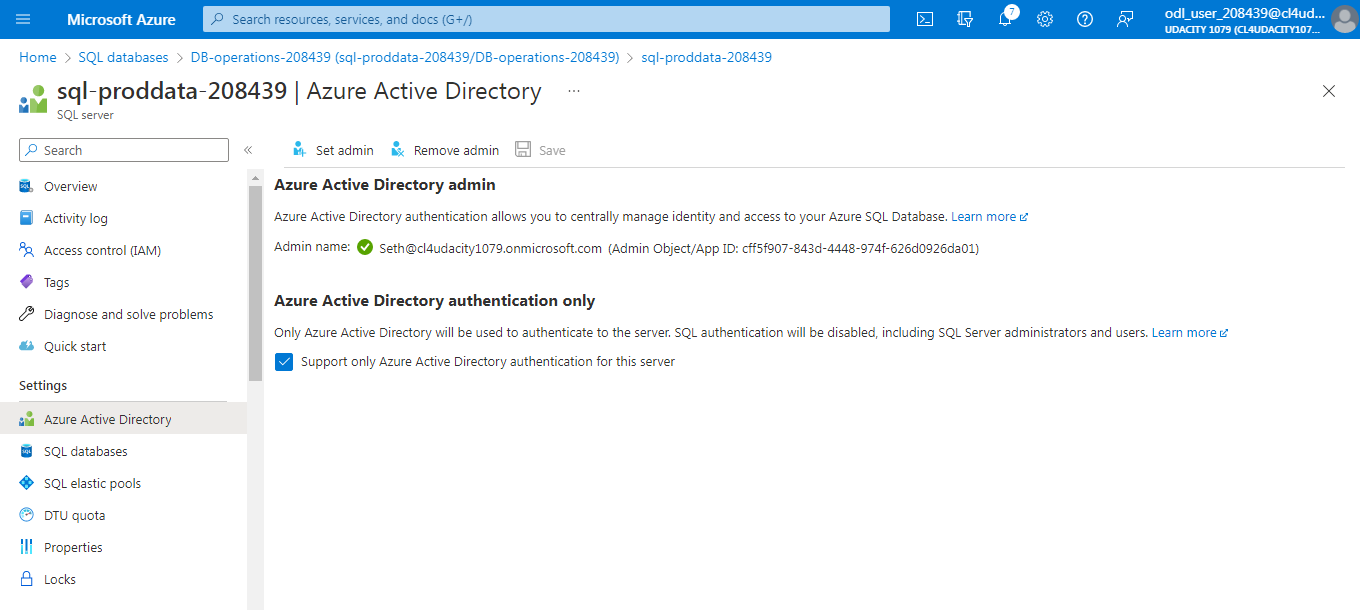 Microsoft Azure
Search resources, services, and docs (G+/)
7
odl_user_208439@cl4ud...
UDACITY 1079 (CL4UDACITY107...
Home > SQL databases > DB-operations-208439 (sql-proddata-208439/DB-operations-208439) > sql-proddata-208439
sql-proddata-208439 | Azure Active Directory ...
SQL server
Search
«
Set admin
Remove admin
Save
Overview
Activity log
Access control (IAM)
Tags
Diagnose and solve problems
Quick start
Settings
Azure Active Directory
SQL databases
SQL elastic pools
DTU quota
Properties
Locks
Azure Active Directory admin
Azure Active Directory authentication allows you to centrally manage identity and access to your Azure SQL Database. Learn more
Admin name: Seth@cl4udacity1079.onmicrosoft.com (Admin Object/App ID: cff5f907-843d-4448-974f-626d0926da01)
Azure Active Directory authentication only
Only Azure Active Directory will be used to authenticate to the server. SQL authentication will be disabled, including SQL Server administrators and users. Learn more
Support only Azure Active Directory authentication for this server